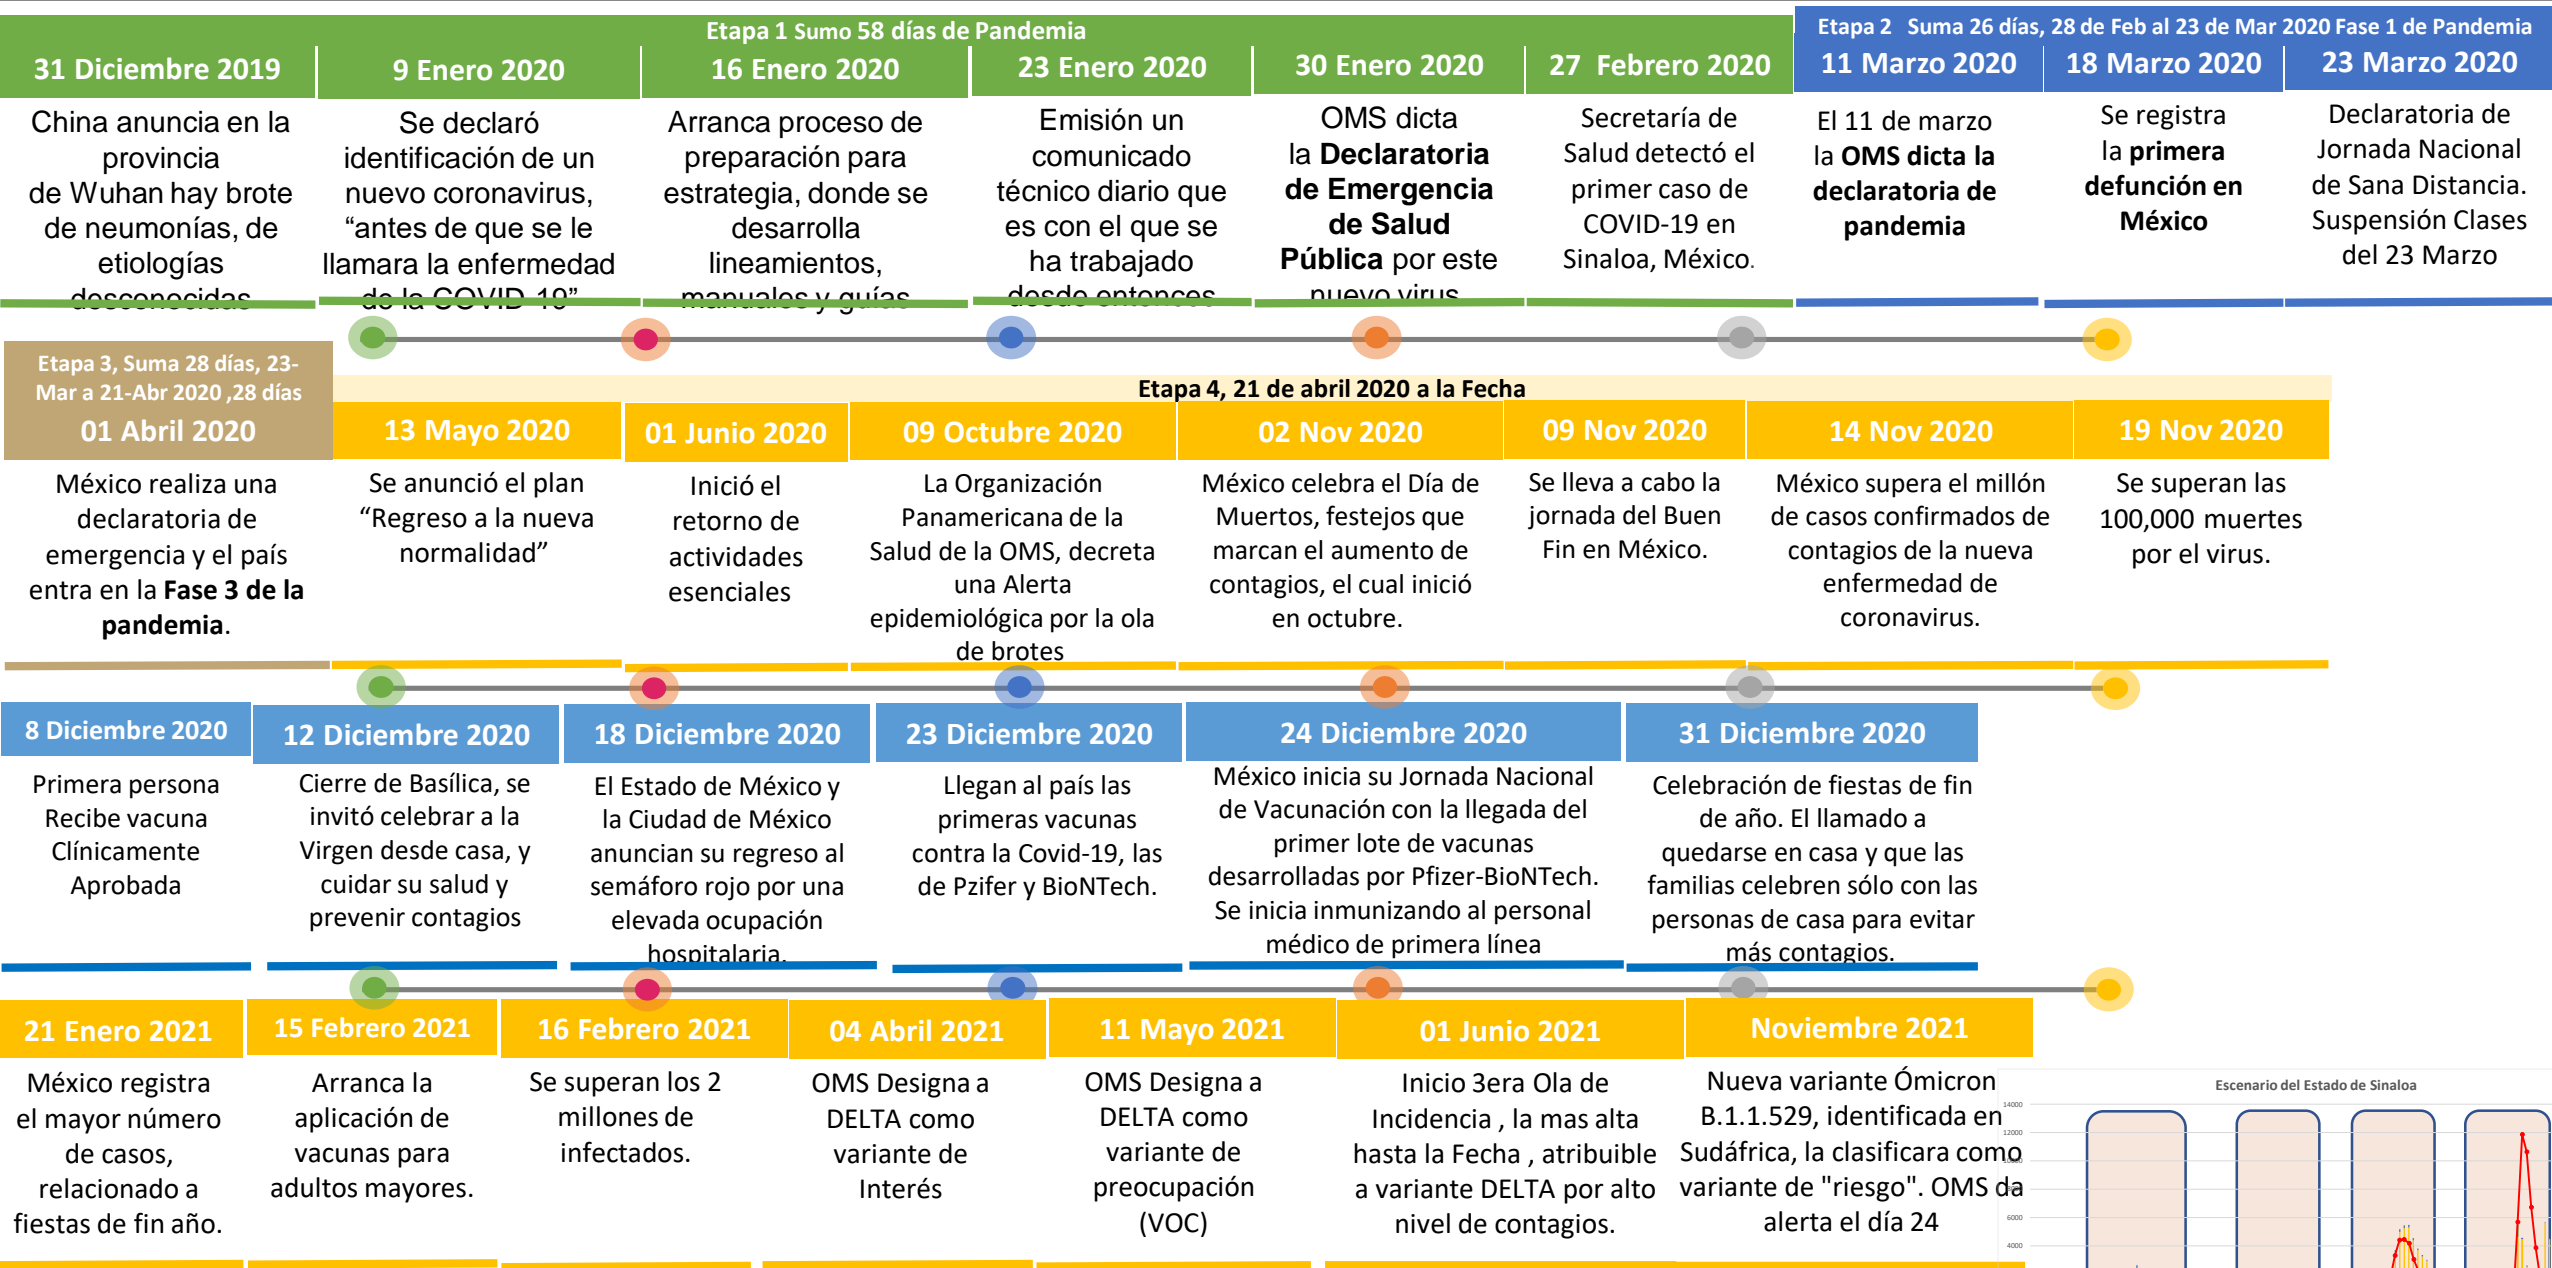 Etapa 1 Sumo 58 días de Pandemia
31 Diciembre 2019
China anuncia en la
provincia
de Wuhan hay brote
de neumonías, de
etiologías
desconocidas
9 Enero 2020
Se declaró
identificación de un
nuevo coronavirus,
“antes de que se le
llamara la enfermedad
de la COVID-19”
16 Enero 2020
Arranca proceso de
preparación para
estrategia, donde se
desarrolla
lineamientos,
manuales y guías
23 Enero 2020
Emisión un
comunicado
técnico diario que
es con el que se
ha trabajado
desde entonces
30 Enero 2020
OMS dicta
la Declaratoria
de Emergencia
de Salud
Pública por este
nuevo virus
27 Febrero 2020
Secretaría de
Salud detectó el
primer caso de
COVID-19 en
Sinaloa, México.
Etapa 2 Suma 26 días, 28 de Feb al 23 de Mar 2020 Fase 1 de Pandemia
11 Marzo 2020
El 11 de marzo
la OMS dicta la
declaratoria de
pandemia
18 Marzo 2020
Se registra
la primera
defunción en
México
23 Marzo 2020
Declaratoria de
Jornada Nacional
de Sana Distancia.
Suspensión Clases
del 23 Marzo
Etapa 3, Suma 28 días, 23-
Mar a 21-Abr 2020 ,28 días
01 Abril 2020
México realiza una
declaratoria de
emergencia y el país
entra en la Fase 3 de la
pandemia.
Etapa 4, 21 de abril 2020 a la Fecha
13 Mayo 2020
Se anunció el plan
“Regreso a la nueva
normalidad”
01 Junio 2020
Inició el
retorno de
actividades
esenciales
09 Octubre 2020
La Organización
Panamericana de la
Salud de la OMS, decreta
una Alerta
epidemiológica por la ola
de brotes
02 Nov 2020
México celebra el Día de
Muertos, festejos que
marcan el aumento de
contagios, el cual inició
en octubre.
09 Nov 2020
Se lleva a cabo la
jornada del Buen
Fin en México.
14 Nov 2020
México supera el millón
de casos confirmados de
contagios de la nueva
enfermedad de
coronavirus.
19 Nov 2020
Se superan las
100,000 muertes
por el virus.
8 Diciembre 2020
Primera persona
Recibe vacuna
Clínicamente
Aprobada
12 Diciembre 2020
Cierre de Basílica, se
invitó celebrar a la
Virgen desde casa, y
cuidar su salud y
prevenir contagios
18 Diciembre 2020
El Estado de México y
la Ciudad de México
anuncian su regreso al
semáforo rojo por una
elevada ocupación
hospitalaria.
23 Diciembre 2020
Llegan al país las
primeras vacunas
contra la Covid-19, las
de Pzifer y BioNTech.
24 Diciembre 2020
México inicia su Jornada Nacional
de Vacunación con la llegada del
primer lote de vacunas
desarrolladas por Pfizer-BioNTech.
Se inicia inmunizando al personal
médico de primera línea
31 Diciembre 2020
Celebración de fiestas de fin
de año. El llamado a
quedarse en casa y que las
familias celebren sólo con las
personas de casa para evitar
más contagios.
21 Enero 2021
México registra
el mayor número
de casos,
relacionado a
fiestas de fin año.
15 Febrero 2021
Arranca la
aplicación de
vacunas para
adultos mayores.
16 Febrero 2021
Se superan los 2
millones de
infectados.
04 Abril 2021
OMS Designa a
DELTA como
variante de
Interés
11 Mayo 2021
OMS Designa a
DELTA como
variante de
preocupación
(VOC)
01 Junio 2021
Inicio 3era Ola de
Incidencia , la mas alta
hasta la Fecha , atribuible
a variante DELTA por alto
nivel de contagios.
Noviembre 2021
Nueva variante Ómicron
B.1.1.529, identificada en
Sudáfrica, la clasificara como
variante de "riesgo". OMS da
alerta el día 24
Escenario del Estado de Sinaloa
14000
12000
6000
4000